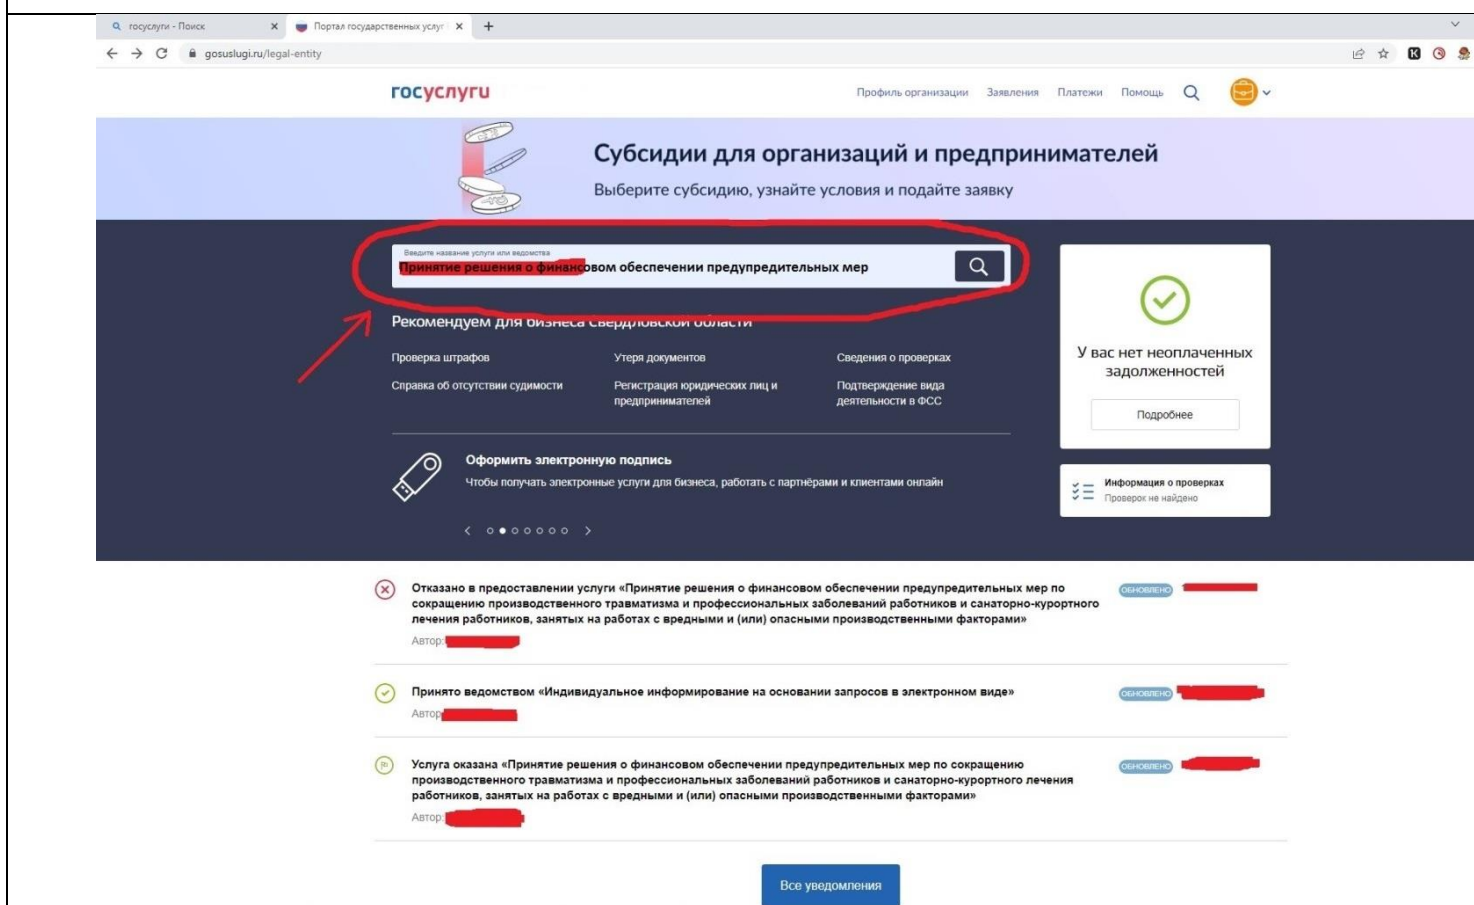 госуслуги - Поиск
Портал государственных услуг
gosuslugi.ru/legal-entity
госуслуги
Профиль организации Заявления Платежи Помощь
Субсидии для организаций и предпринимателей
Выберите субсидию, узнайте условия и подайте заявку
Введите название услуги или ведомства
Принятие решения о финансовом обеспечении предупредительных мер
Рекомендуем для бизнеса Свердловской области
Проверка штрафов
Утеря документов
Сведения о проверках
Справка об отсутствии судимости
Регистрация юридических лиц и
предпринимателей
Подтверждение вида
деятельности в ФСС
У вас нет неоплаченных
задолженностей
Подробнее
Оформить электронную подпись
Чтобы получать электронные услуги для бизнеса, работать с партнёрами и клиентами онлайн
Информация о проверках
Проверок не найдено
Отказано в предоставлении услуги «Принятие решения о финансовом обеспечении предупредительных мер по
сокращению производственного травматизма и профессиональных заболеваний работников и санаторно-курортного
лечения работников, занятых на работах с вредными и (или) опасными производственными факторами»
ОБНОВЛЕНО
Автор:
Принято ведомством «Индивидуальное информирование на основании запросов в электронном виде»
ОБНОВЛЕНО
Автор
Услуга оказана «Принятие решения о финансовом обеспечении предупредительных мер по сокращению
производственного травматизма и профессиональных заболеваний работников и санаторно-курортного лечения
работников, занятых на работах с вредными и (или) опасными производственными факторами»
ОБНОВЛЕНО
Автор:
Все уведомления